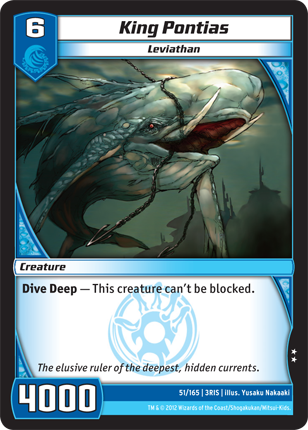 6
King Pontias
Leviathan
Creature
Dive Deep — This creature can't be blocked.
The elusive ruler of the deepest, hidden currents.
4000
51/165 | 3RIS | illus. Yusaku Nakaaki
TM & © 2012 Wizards of the Coast/Shogakukan/Mitsui-Kids.